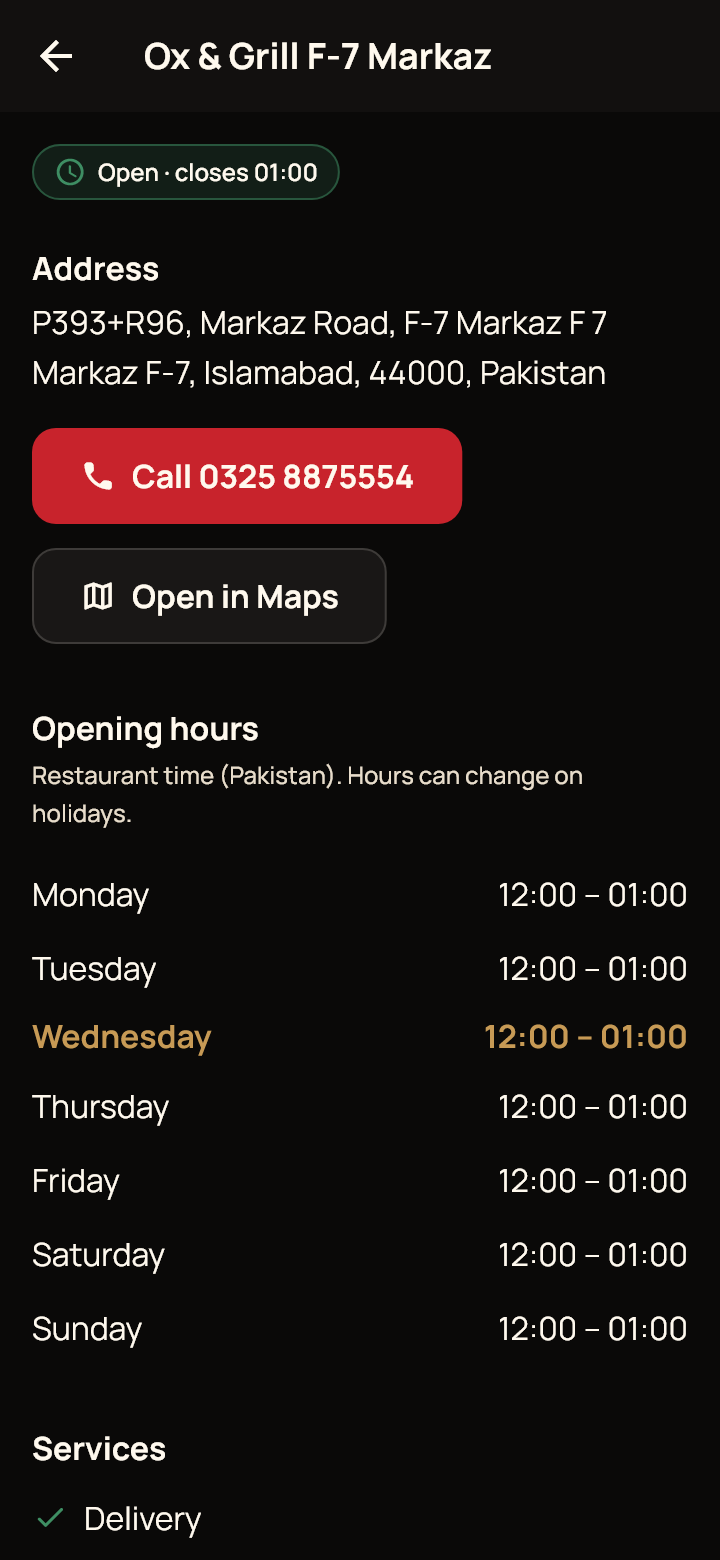 Ox & Grill F-7 Markaz
Open · closes 01:00
Address
P393+R96, Markaz Road, F-7 Markaz F 7
Markaz F-7, Islamabad, 44000, Pakistan
Call 0325 8875554
Open in Maps
Opening hours
Restaurant time (Pakistan). Hours can change on
holidays.
Monday 12:00 – 01:00
Tuesday 12:00 – 01:00
Wednesday 12:00 – 01:00
Thursday 12:00 – 01:00
Friday 12:00 – 01:00
Saturday 12:00 – 01:00
Sunday 12:00 – 01:00
Services
Delivery